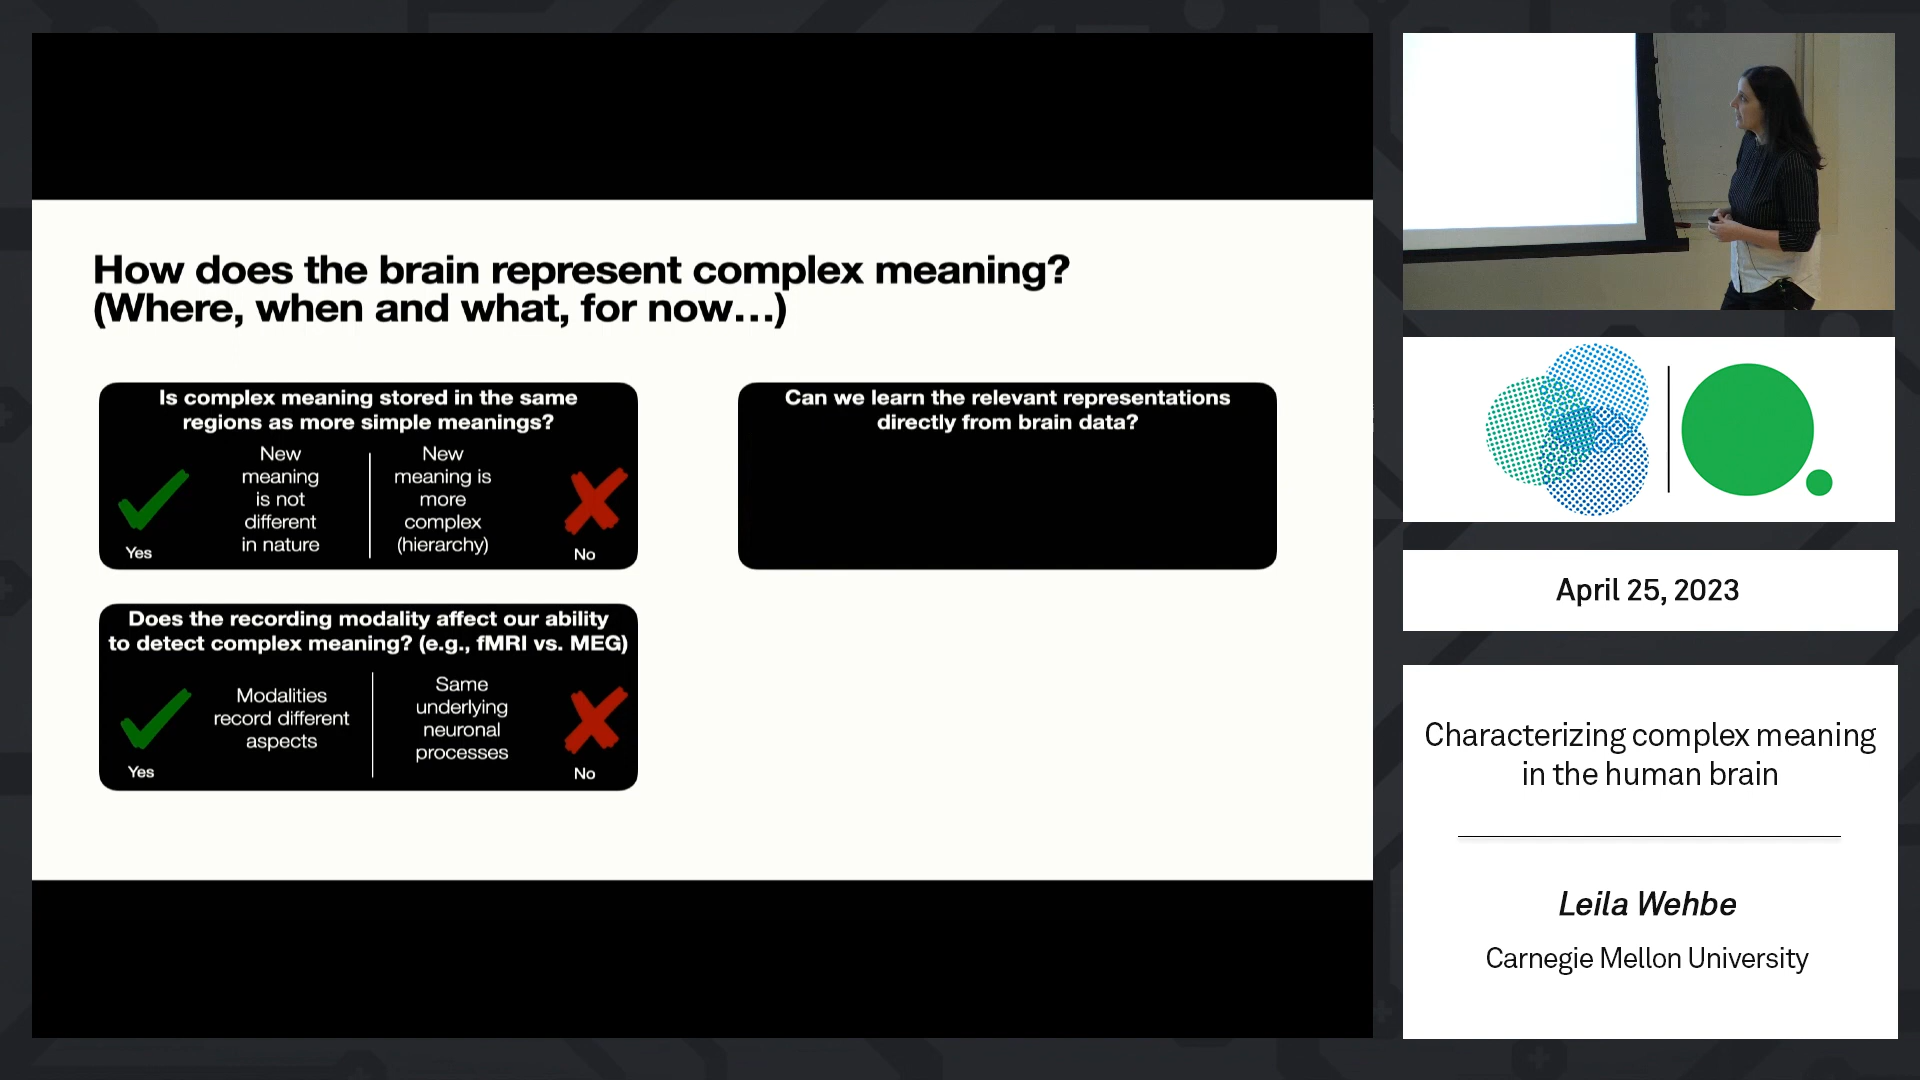 How does the brain represent complex meaning?
(Where, when and what, for now...)
Is complex meaning stored in the same
regions as more simple meanings?
New
meaning
is not
different
in nature
New
meaning is
more
complex
(hierarchy)
Yes
No
Does the recording modality affect our ability
to detect complex meaning? (e.g., fMRI vs. MEG)
Modalities
record different
aspects
Same
underlying
neuronal
processes
Yes
No
Can we learn the relevant representations
directly from brain data?
April 25, 2023
Characterizing complex meaning
in the human brain
Leila Wehbe
Carnegie Mellon University